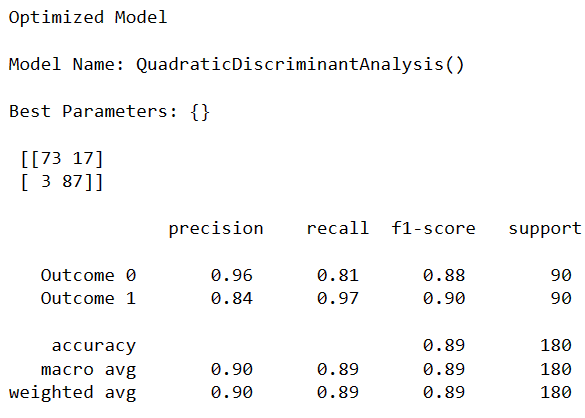 Optimized Model
Model Name: QuadraticDiscriminantAnalysis()
Best Parameters: {}
[[73 17]
[ 3 87]]
precision recall f1-score support
Outcome 0 0.96 0.81 0.88 90
Outcome 1 0.84 0.97 0.90 90
accuracy 0.89 180
macro avg 0.90 0.89 0.89 180
weighted avg 0.90 0.89 0.89 180